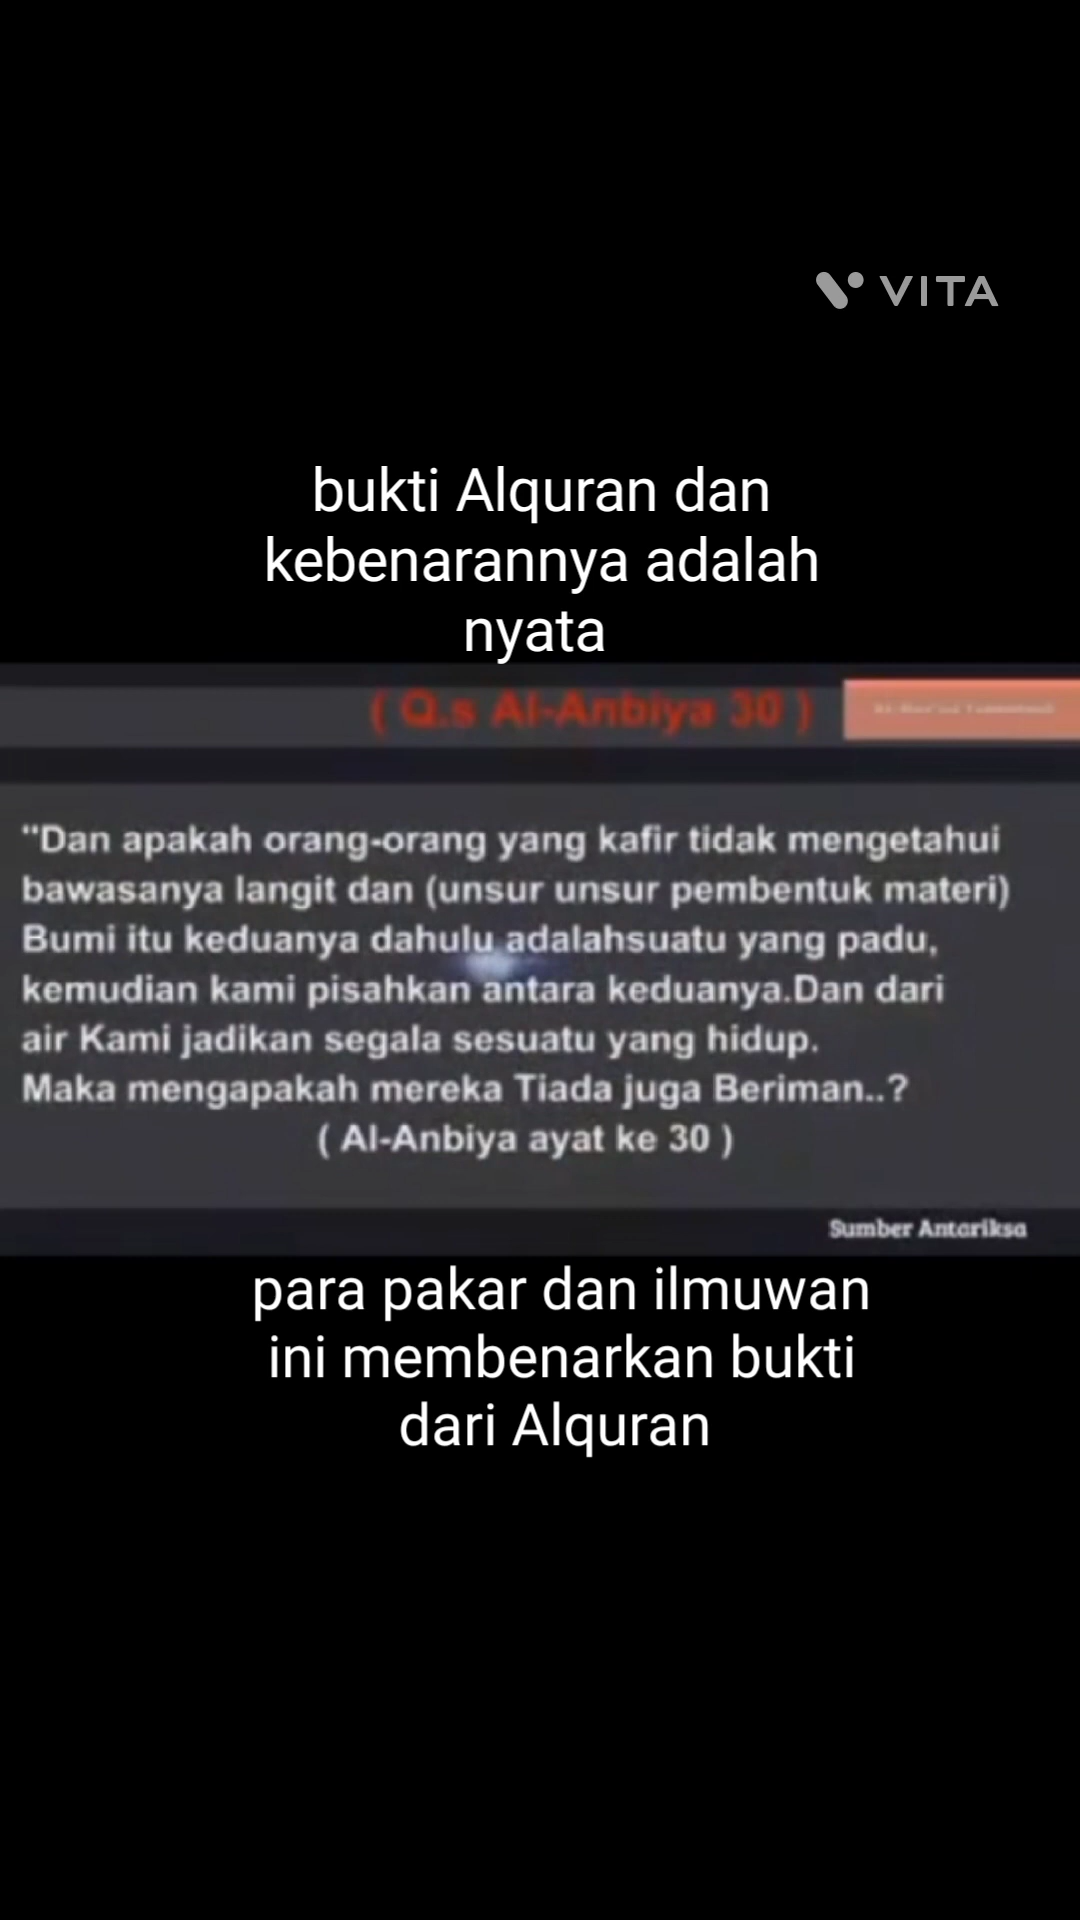 VITA
bukti Alquran dan
kebenarannya adalah
nyata
( Q.s Al-Anbiya 30 )
"Dan apakah orang-orang yang kafir tidak mengetahui
bawasanya langit dan (unsur unsur pembentuk materi)
Bumi itu keduanya dahulu adalahsuatu yang padu,
kemudian kami pisahkan antara keduanya.Dan dari
air Kami jadikan segala sesuatu yang hidup.
Maka mengapakah mereka Tiada juga Beriman..?
( Al-Anbiya ayat ke 30 )
Sumber Antariksa
para pakar dan ilmuwan
ini membenarkan bukti
dari Alquran